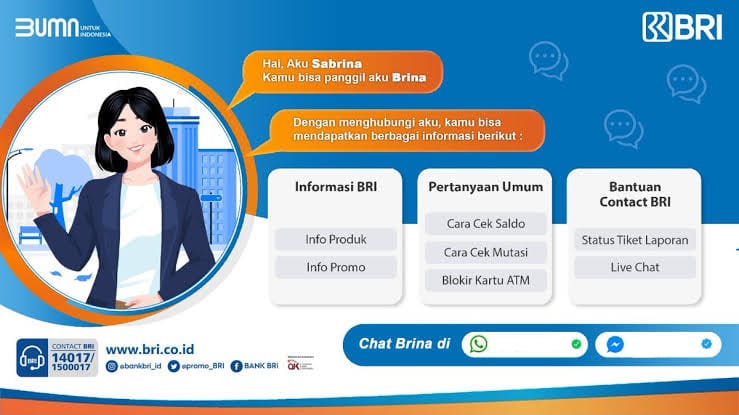 BUMN UNTUK
INDONESIA
BRI
Hai, Aku Sabrina
Kamu bisa panggil aku Brina
Dengan menghubungi aku, kamu bisa
mendapatkan berbagai informasi berikut :
Informasi BRI
Info Produk
Info Promo
Pertanyaan Umum
Cara Cek Saldo
Cara Cek Mutasi
Blokir Kartu ATM
Bantuan
Contact BRI
Status Tiket Laporan
Live Chat
BRI
CONTACT BRI
14017/
1500017
www.bri.co.id
@bankbri_id
@promo_BRI
BANK BRI
Chat Brina di